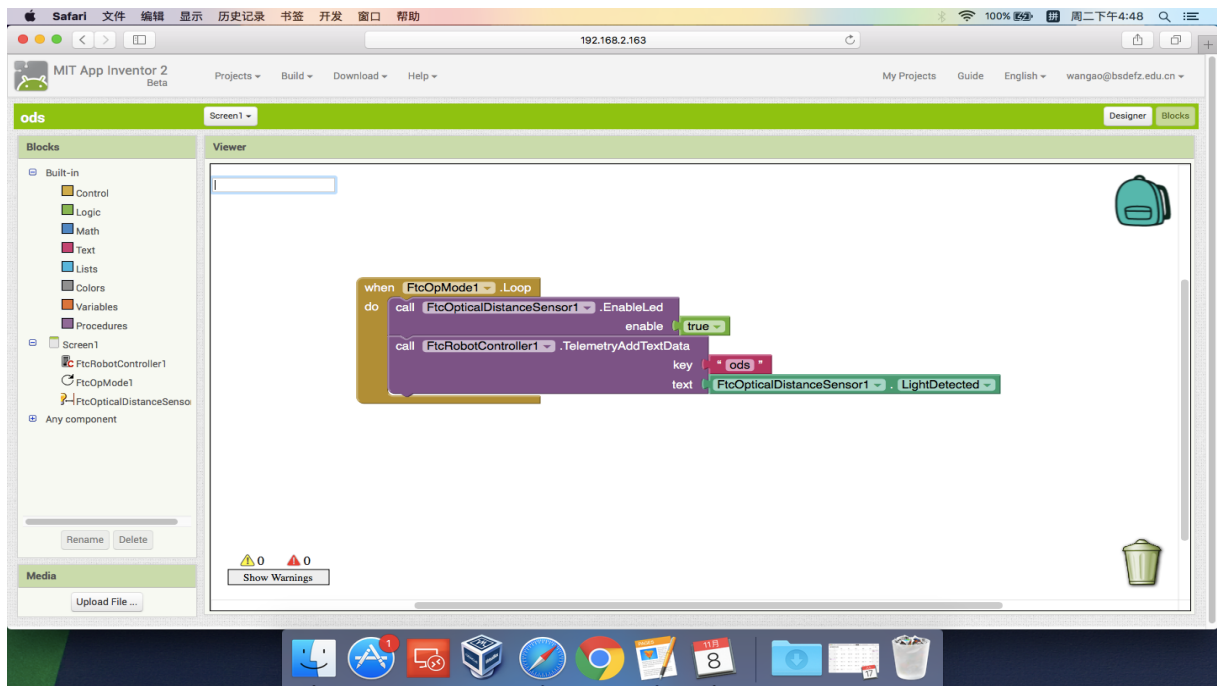 Safari 文件 编辑 显示 历史记录 书签 开发 窗口 帮助 100% 拼 周二下午4:48
192.168.2.163
MIT App Inventor 2
Beta
Projects Build Download Help My Projects Guide English wangao@bsdefz.edu.cn
ods Screen1 Designer Blocks
Blocks Viewer
Built-in
Control
Logic
Math
Text
Lists
Colors
Variables
Procedures
Screen1
FtcRobotController1
FtcOpMode1
FtcOpticalDistanceSensor
Any component
when FtcOpMode1 .Loop
do call FtcOpticalDistanceSensor1 .EnableLed
enable true
call FtcRobotController1 .TelemetryAddTextData
key " ods "
text FtcOpticalDistanceSensor1 . LightDetected
Rename Delete
0 0
Show Warnings
Media
Upload File ...
1
11月
8
17